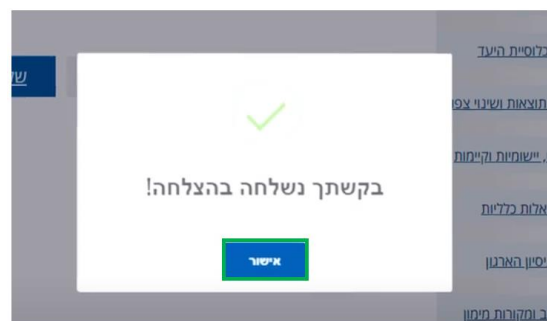 כלוסיית היעד
תוצאות ושינוי צפו
, יישומיות וקיימות
אלות כלליות
יסיון הארגון
ב ומקורות מימון
בקשתך נשלחה בהצלחה!
אישור